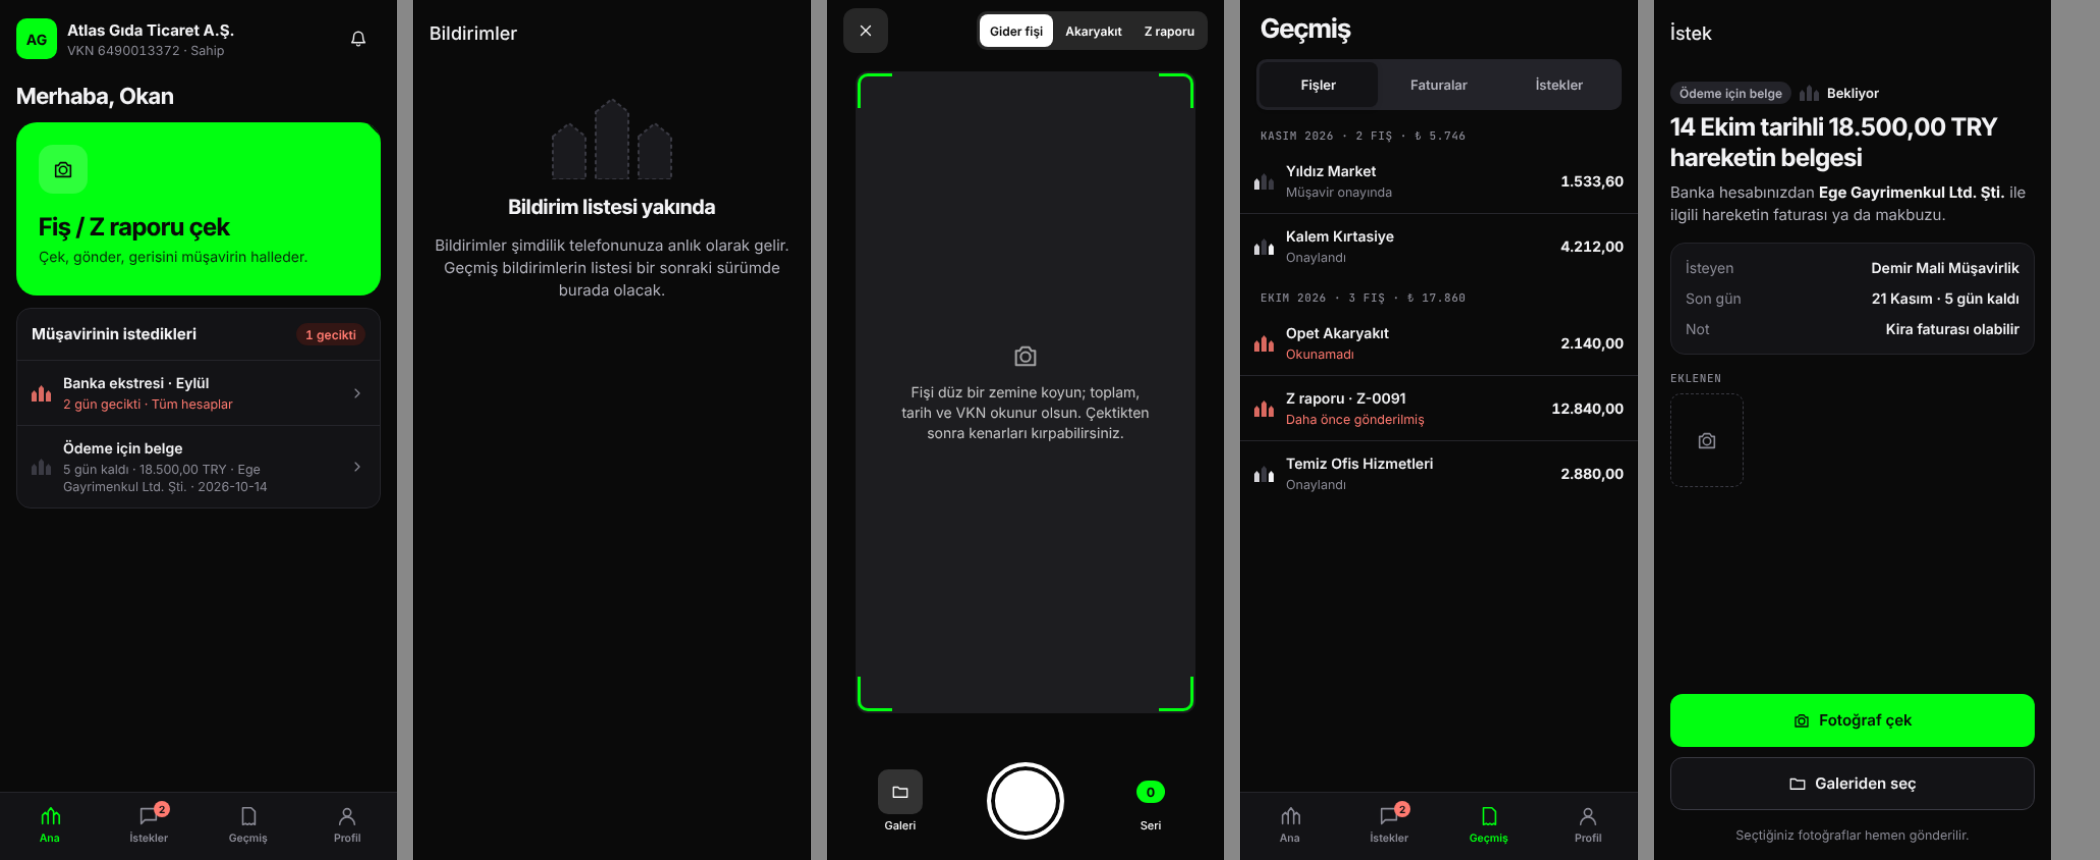 AG
Atlas Gıda Ticaret A.Ş.
VKN 6490013372 · Sahip
Merhaba, Okan
Fiş / Z raporu çek
Çek, gönder, gerisini müşavirin halleder.
Müşavirinin istedikleri
1 gecikti
Banka ekstresi · Eylül
2 gün gecikti · Tüm hesaplar
Ödeme için belge
5 gün kaldı · 18.500,00 TRY · Ege
Gayrimenkul Ltd. Şti. · 2026-10-14
Ana
2
İstekler
Geçmiş
Profil
Bildirimler
Bildirim listesi yakında
Bildirimler şimdilik telefonunuza anlık olarak gelir.
Geçmiş bildirimlerin listesi bir sonraki sürümde
burada olacak.
Gider fişi
Akaryakıt
Z raporu
Fişi düz bir zemine koyun; toplam,
tarih ve VKN okunur olsun. Çektikten
sonra kenarları kırpabilirsiniz.
Galeri
0
Seri
Geçmiş
Fişler
Faturalar
İstekler
KASIM 2026 · 2 FIŞ · ₺ 5.746
Yıldız Market
Müşavir onayında
1.533,60
Kalem Kırtasiye
Onaylandı
4.212,00
EKIM 2026 · 3 FIŞ · ₺ 17.860
Opet Akaryakıt
Okunamadı
2.140,00
Z raporu · Z-0091
Daha önce gönderilmiş
12.840,00
Temiz Ofis Hizmetleri
Onaylandı
2.880,00
Ana
2
İstekler
Geçmiş
Profil
İstek
Ödeme için belge
Bekliyor
14 Ekim tarihli 18.500,00 TRY
hareketin belgesi
Banka hesabınızdan Ege Gayrimenkul Ltd. Şti. ile
ilgili hareketin faturası ya da makbuzu.
İsteyen
Demir Mali Müşavirlik
Son gün
21 Kasım · 5 gün kaldı
Not
Kira faturası olabilir
EKLENEN
Fotoğraf çek
Galeriden seç
Seçtiğiniz fotoğraflar hemen gönderilir.